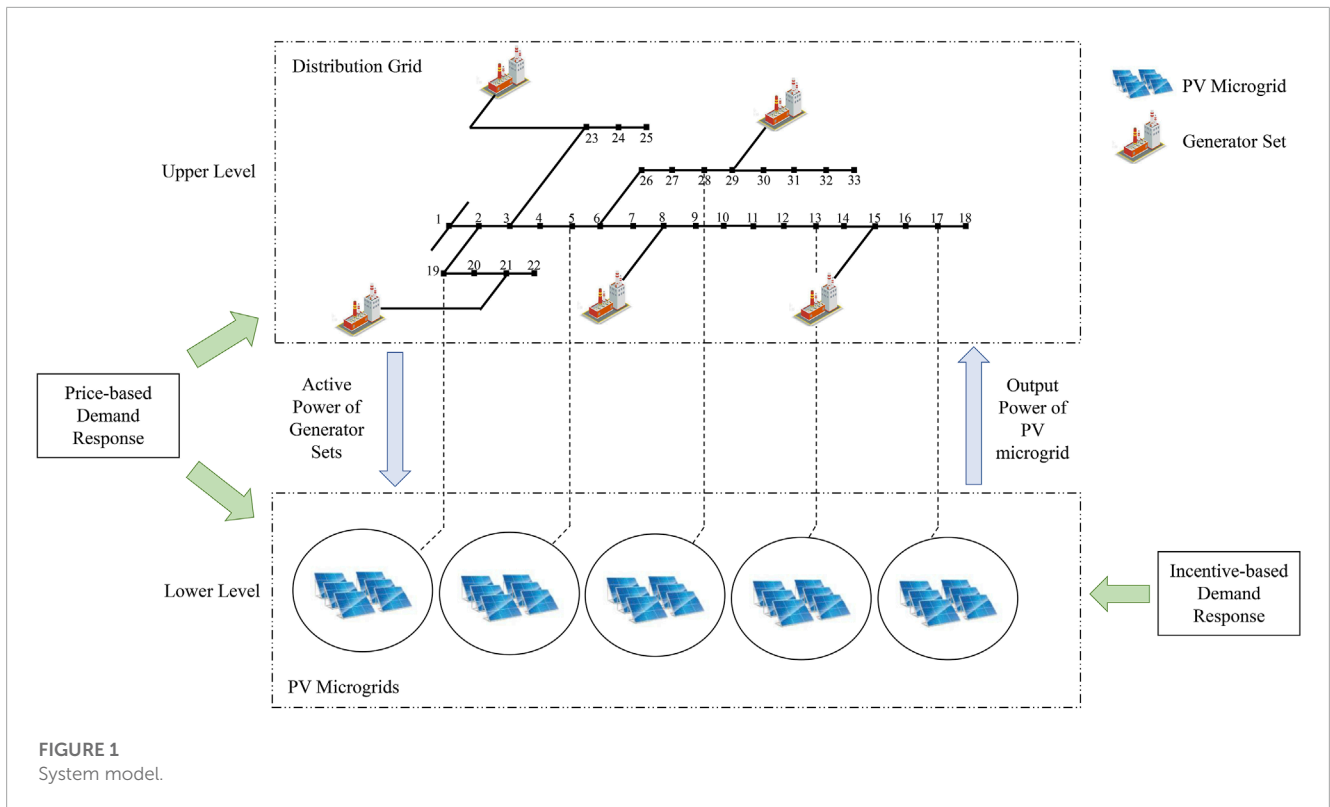 Distribution Grid
PV Microgrid
Generator Set
Upper Level
23 24 25
26 27 28 29 30 31 32 33
1 2 3 4 5 6 7 8 9 10 11 12 13 14 15 16 17 18
19 20 21 22
Price-based
Demand
Response
Active
Power of
Generator
Sets
Output
Power of
PV
microgrid
Lower Level
Incentive-based
Demand
Response
PV Microgrids
FIGURE 1
System model.